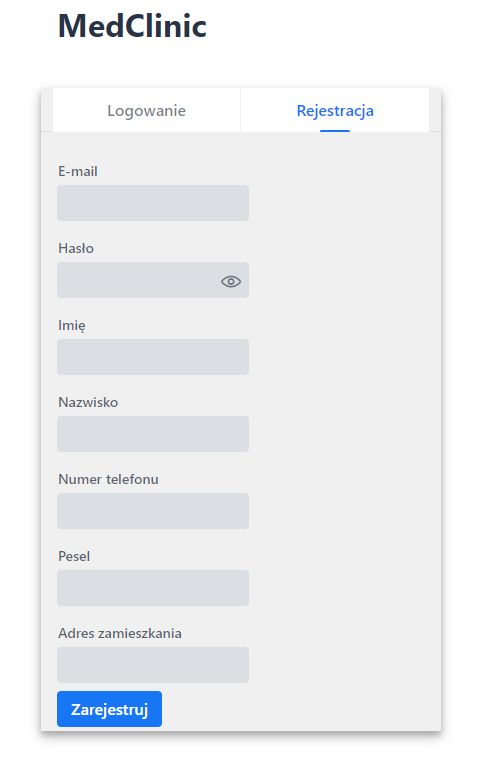 MedClinic
Logowanie Rejestracja
E-mail
Hasło
Imię
Nazwisko
Numer telefonu
Pesel
Adres zamieszkania
Zarejestruj